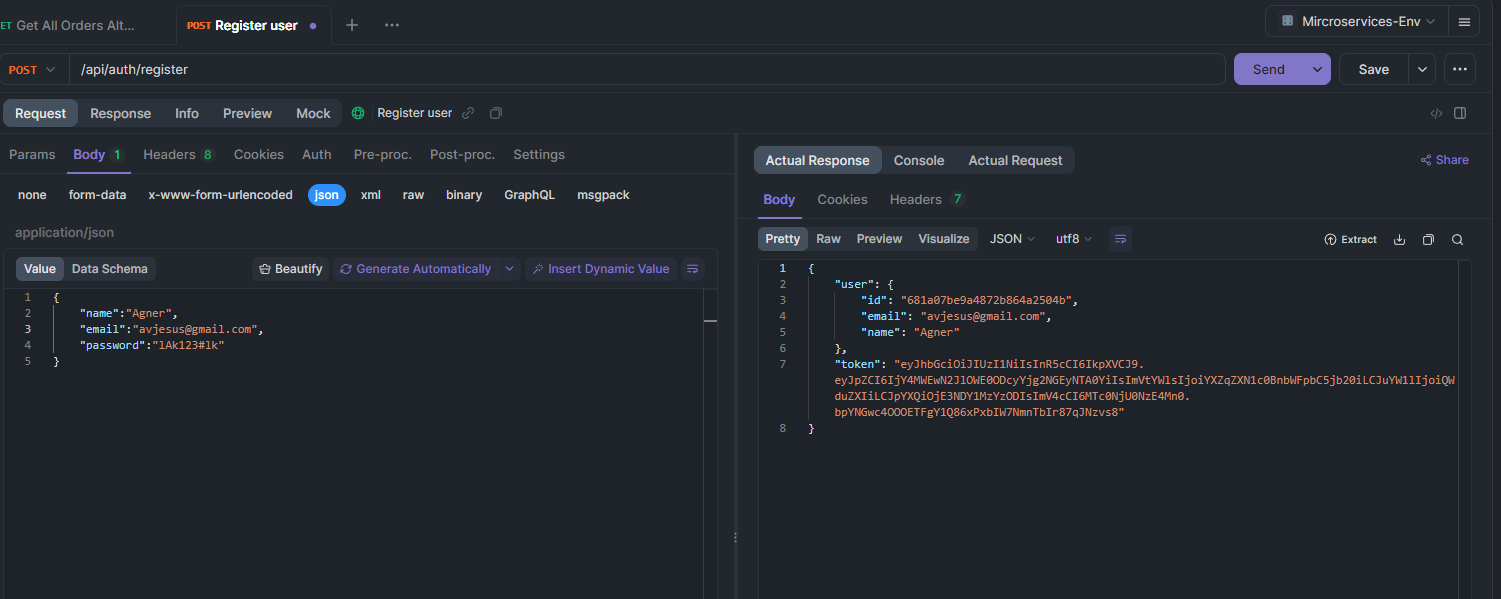 ET Get All Orders Alt...
POST Register user
Mircroservices-Env
POST
/api/auth/register
Send
Save
Request Response Info Preview Mock
Register user
Params Body 1 Headers 8 Cookies Auth Pre-proc. Post-proc. Settings
none form-data x-www-form-urlencoded json xml raw binary GraphQL msgpack
application/json
Value Data Schema Beautify Generate Automatically Insert Dynamic Value
1 {
2 "name":"Agner",
3 "email":"avjesus@gmail.com",
4 "password":"lAk123#lk"
5 }
Actual Response Console Actual Request
Share
Body Cookies Headers 7
Pretty Raw Preview Visualize JSON utf8 Extract
1 {
2 "user": {
3 "id": "681a07be9a4872b864a2504b",
4 "email": "avjesus@gmail.com",
5 "name": "Agner"
6 },
7 "token": "eyJhbGciOiJIUzI1NiIsInR5cCI6IkpXVCJ9.
eyJpZCI6IjY4MWEwN2JlOWE0ODcyYjg2NGEyNTA0YiIsImVtYWlsIjoiYXZqZXN1c0BnbWFpbC5jb20iLCJuYW1lIjoiQW
duZXIiLCJpYXQiOjE3NDY1MzYzODIsImV4cCI6MTc0NjU0NzE4Mn0.
bpYNGwc4OOOETFgY1Q86xPxbIW7NmnTbIr87qJNzvs8"
8 }